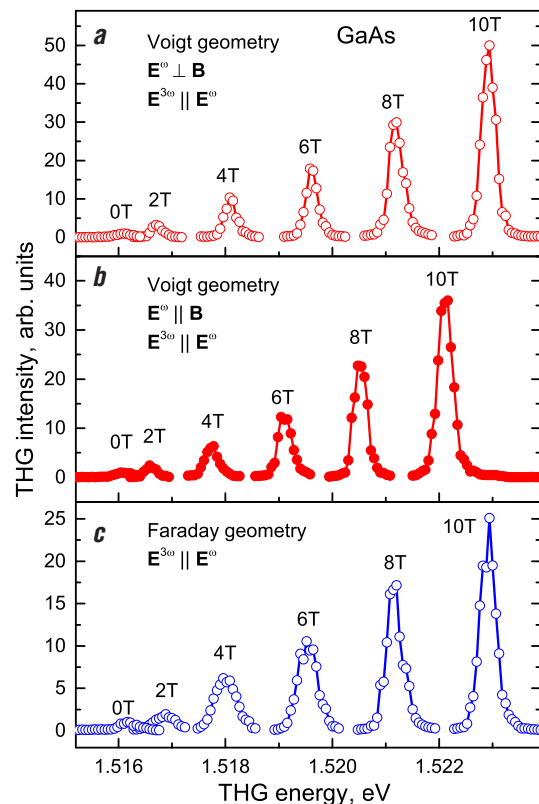 a
Voigt geometry
GaAs
E^ω ⊥ B
E^3ω || E^ω
0T
2T
4T
6T
8T
10T
50
40
30
20
10
0
b
Voigt geometry
E^ω || B
E^3ω || E^ω
0T
2T
4T
6T
8T
10T
40
30
20
10
0
THG intensity, arb. units
c
Faraday geometry
E^3ω || E^ω
0T
2T
4T
6T
8T
10T
25
20
15
10
5
0
1.516
1.518
1.520
1.522
THG energy, eV